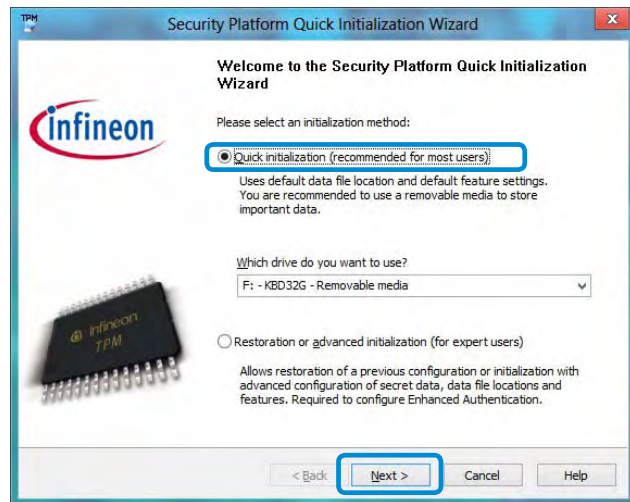 TPM
Security Platform Quick Initialization Wizard
x
Welcome to the Security Platform Quick Initialization
Wizard
infineon
Please select an initialization method:
Quick initialization (recommended for most users)
Uses default data file location and default feature settings.
You are recommended to use a removable media to store
important data.
Which drive do you want to use?
F: - KBD32G - Removable media
infineon
TPM
Restoration or advanced initialization (for expert users)
Allows restoration of a previous configuration or initialization with
advanced configuration of secret data, data file locations and
features. Required to configure Enhanced Authentication.
< Back
Next >
Cancel
Help